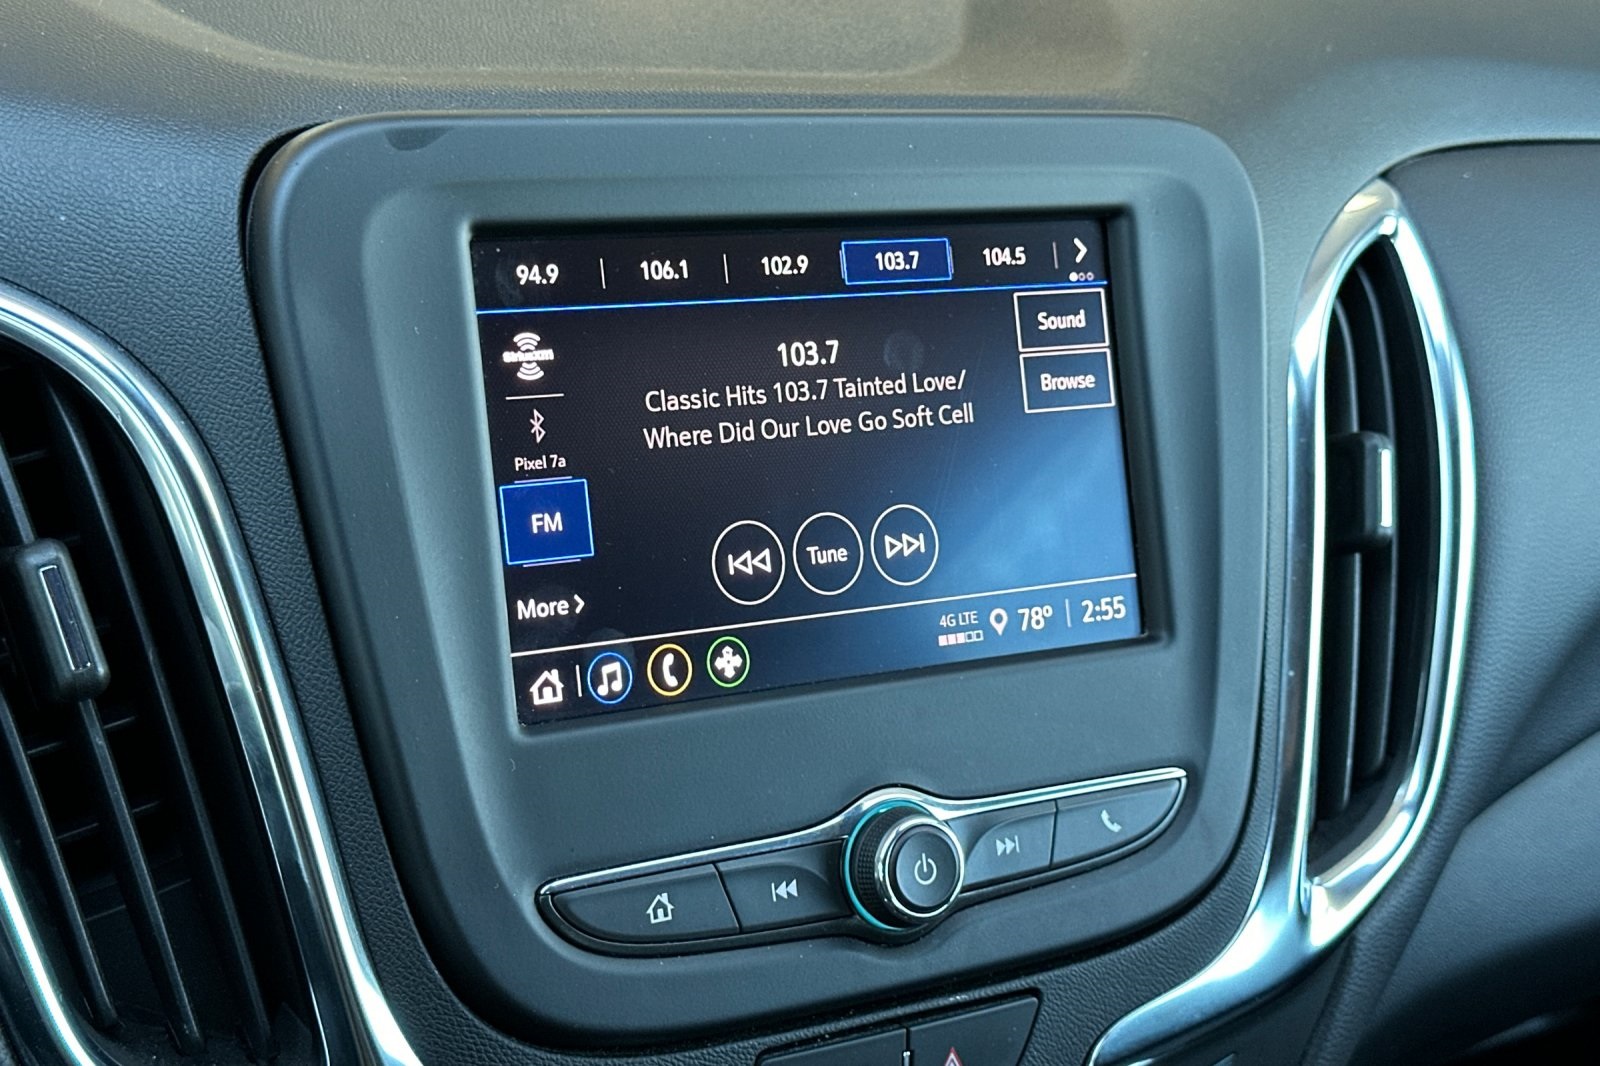 94.9 | 106.1 | 102.9 103.7 104.5 |
Sound
Browse
SiriusXM
103.7
Classic Hits 103.7 Tainted Love/
Where Did Our Love Go Soft Cell
Pixel 7a
FM
Tune
More
4G LTE
78° | 2:55